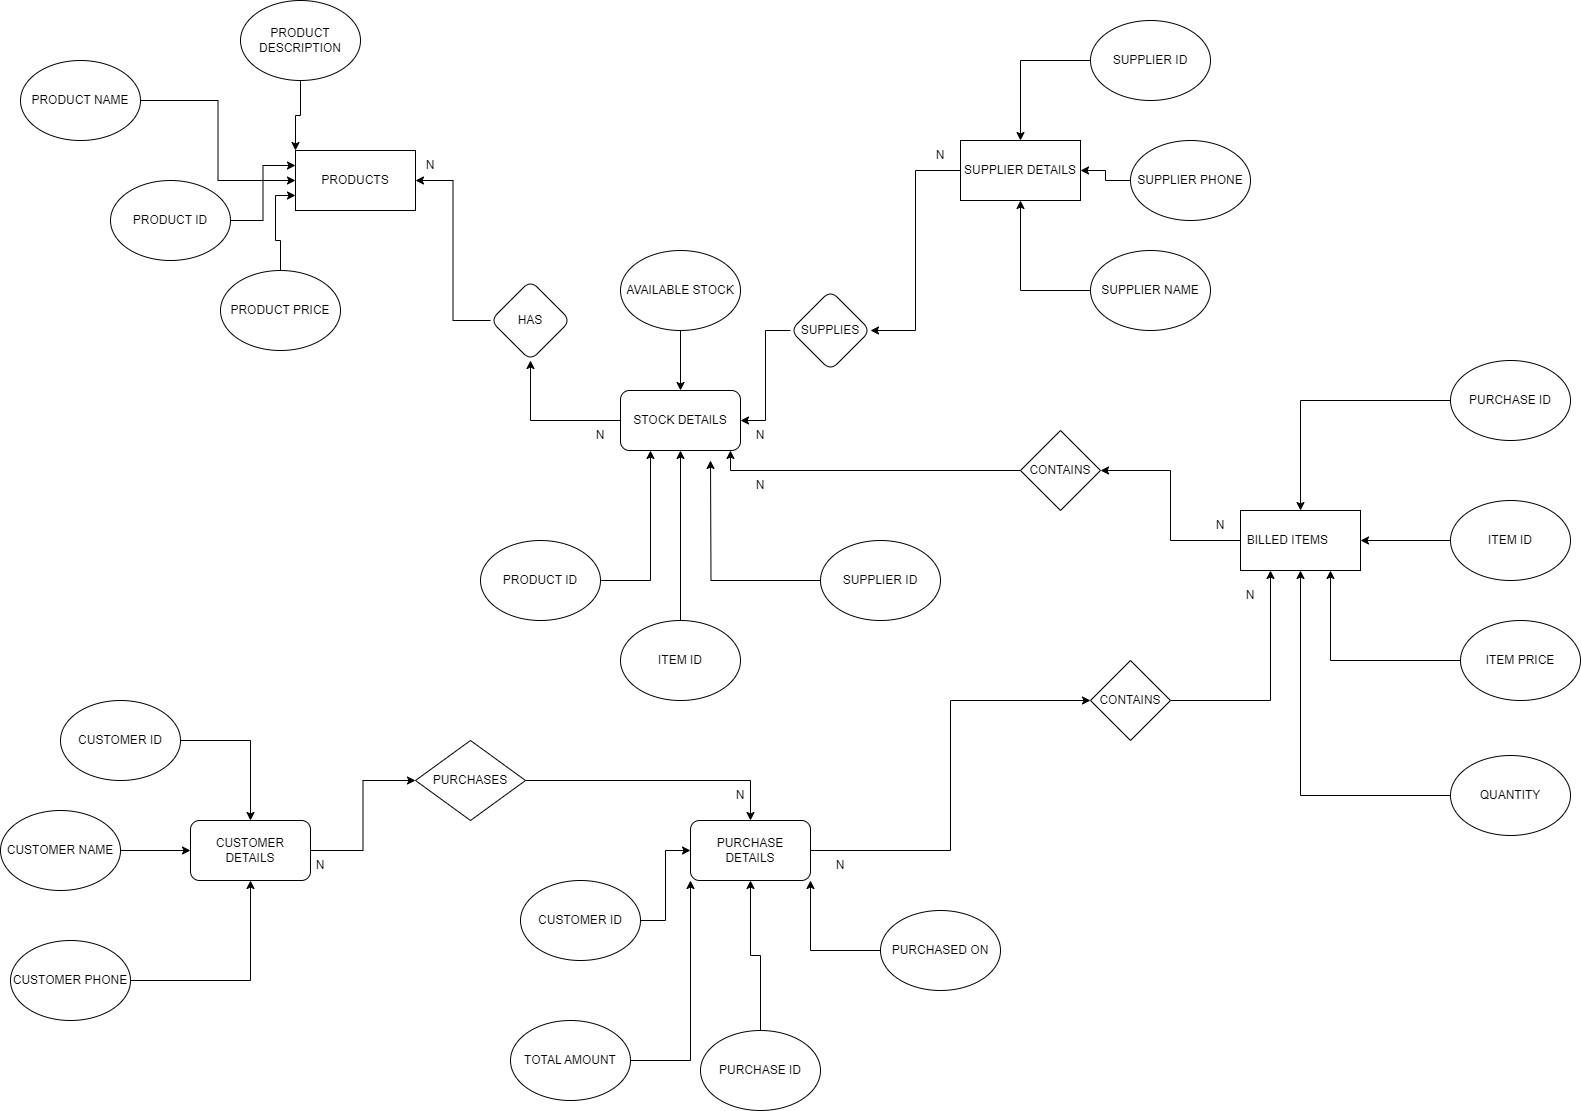 PRODUCT
DESCRIPTION
SUPPLIER ID
PRODUCT NAME
N
N
PRODUCTS
SUPPLIER DETAILS
SUPPLIER PHONE
PRODUCT ID
AVAILABLE STOCK
SUPPLIER NAME
PRODUCT PRICE
HAS
SUPPLIES
PURCHASE ID
STOCK DETAILS
N
N
CONTAINS
N
N
BILLED ITEMS
ITEM ID
PRODUCT ID
SUPPLIER ID
N
ITEM ID
ITEM PRICE
CONTAINS
CUSTOMER ID
PURCHASES
N
QUANTITY
CUSTOMER NAME
CUSTOMER
DETAILS
N
PURCHASE
DETAILS
N
CUSTOMER ID
PURCHASED ON
CUSTOMER PHONE
TOTAL AMOUNT
PURCHASE ID